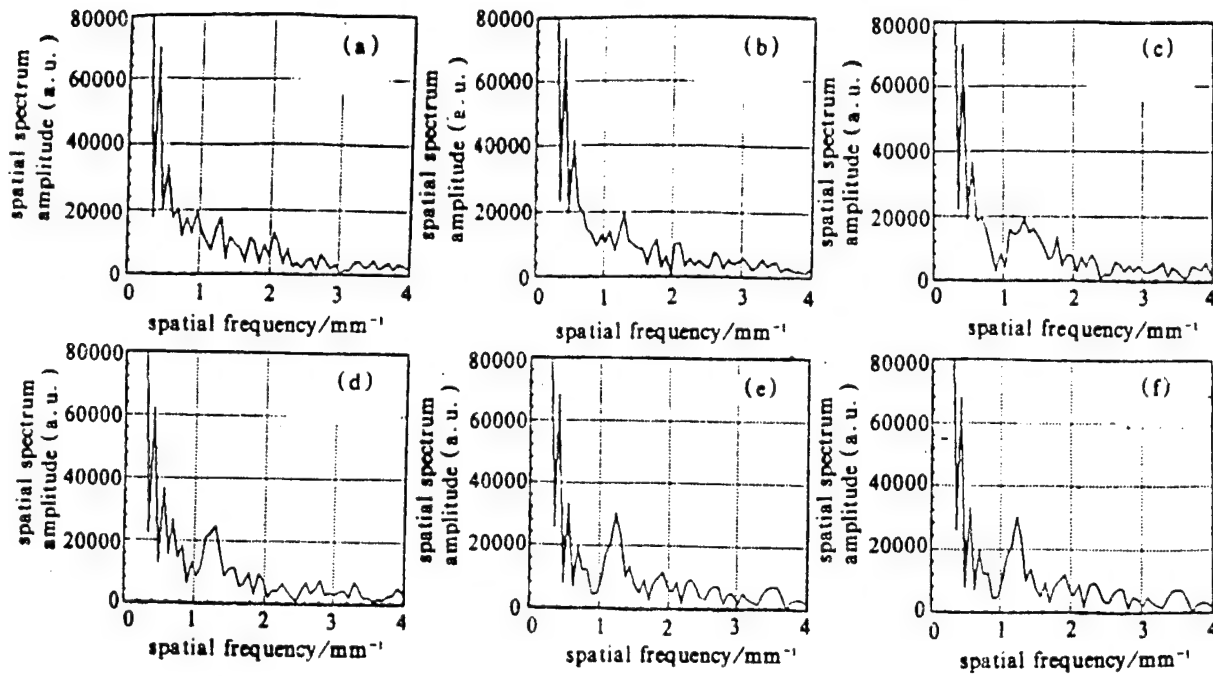 80000
60000
40000
20000
0
0 1 2 3 4
(a)
spatial spectrum
amplitude (a. u.)
spatial frequency/mm⁻¹
80000
60000
40000
20000
0
0 1 2 3 4
(b)
spatial spectrum
amplitude (a. u.)
spatial frequency/mm⁻¹
80000
60000
40000
20000
0
0 1 2 3 4
(c)
spatial spectrum
amplitude (a. u.)
spatial frequency/mm⁻¹
80000
60000
40000
20000
0
0 1 2 3 4
(d)
spatial spectrum
amplitude (a. u.)
spatial frequency/mm⁻¹
80000
60000
40000
20000
0
0 1 2 3 4
(e)
spatial spectrum
amplitude (a. u.)
spatial frequency/mm⁻¹
80000
60000
40000
20000
0
0 1 2 3 4
(f)
spatial spectrum
amplitude (a. u.)
spatial frequency/mm⁻¹